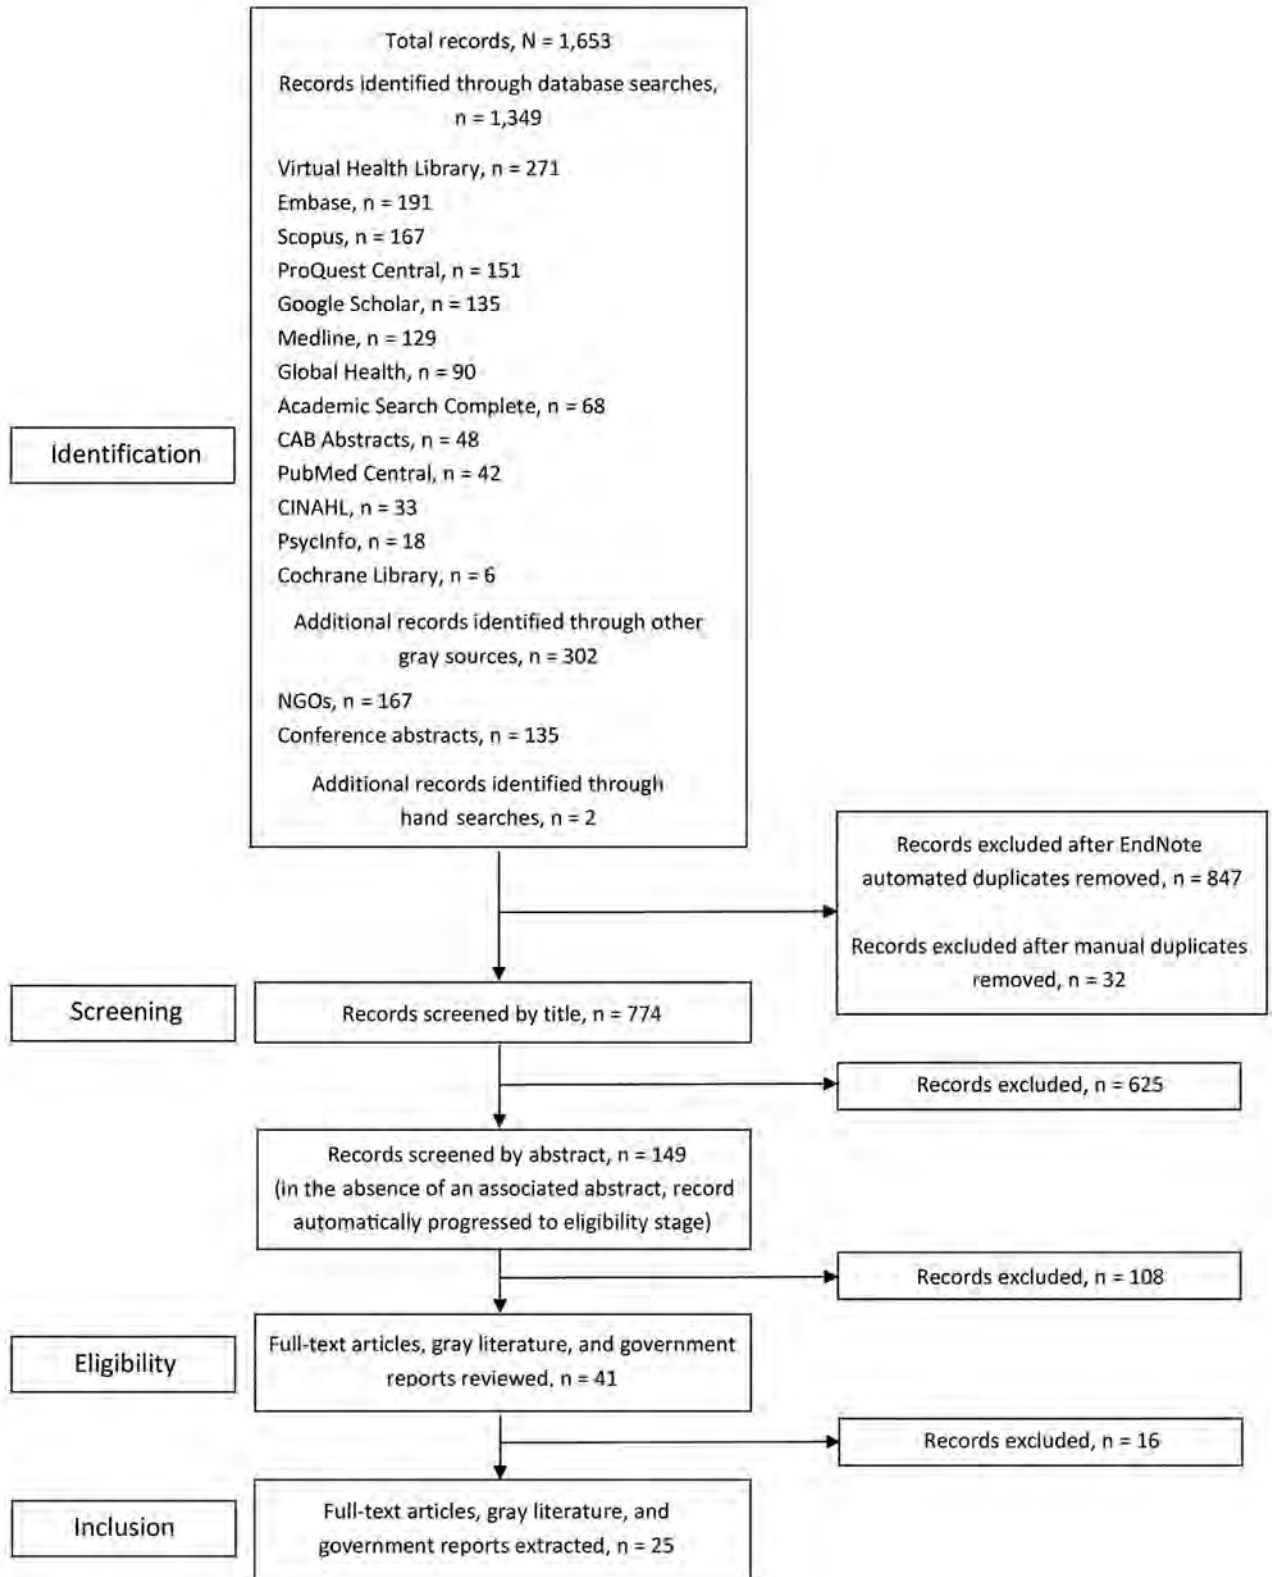 Total records, N = 1,653
Records identified through database searches,
n = 1,349
Virtual Health Library, n = 271
Embase, n = 191
Scopus, n = 167
ProQuest Central, n = 151
Google Scholar, n = 135
Medline, n = 129
Global Health, n = 90
Academic Search Complete, n = 68
CAB Abstracts, n = 48
PubMed Central, n = 42
CINAHL, n = 33
PsycInfo, n = 18
Cochrane Library, n = 6
Additional records identified through other
gray sources, n = 302
NGOs, n = 167
Conference abstracts, n = 135
Additional records identified through
hand searches, n = 2
Identification
Records excluded after EndNote
automated duplicates removed, n = 847
Records excluded after manual duplicates
removed, n = 32
Screening
Records screened by title, n = 774
Records excluded, n = 625
Records screened by abstract, n = 149
(in the absence of an associated abstract, record
automatically progressed to eligibility stage)
Records excluded, n = 108
Eligibility
Full-text articles, gray literature, and government
reports reviewed, n = 41
Records excluded, n = 16
Inclusion
Full-text articles, gray literature, and
government reports extracted, n = 25